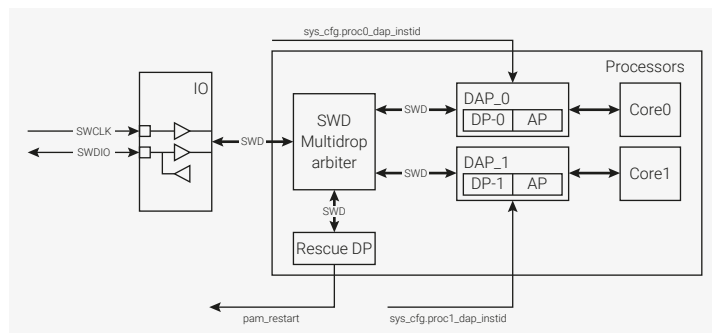 sys_cfg.proc0_dap_instid
IO
Processors
SWCLK
SWDIO
SWD
SWD
Multidrop
arbiter
SWD
DAP_0
DP-0 AP
Core0
SWD
DAP_1
DP-1 AP
Core1
SWD
Rescue DP
pam_restart
sys_cfg.proc1_dap_instid